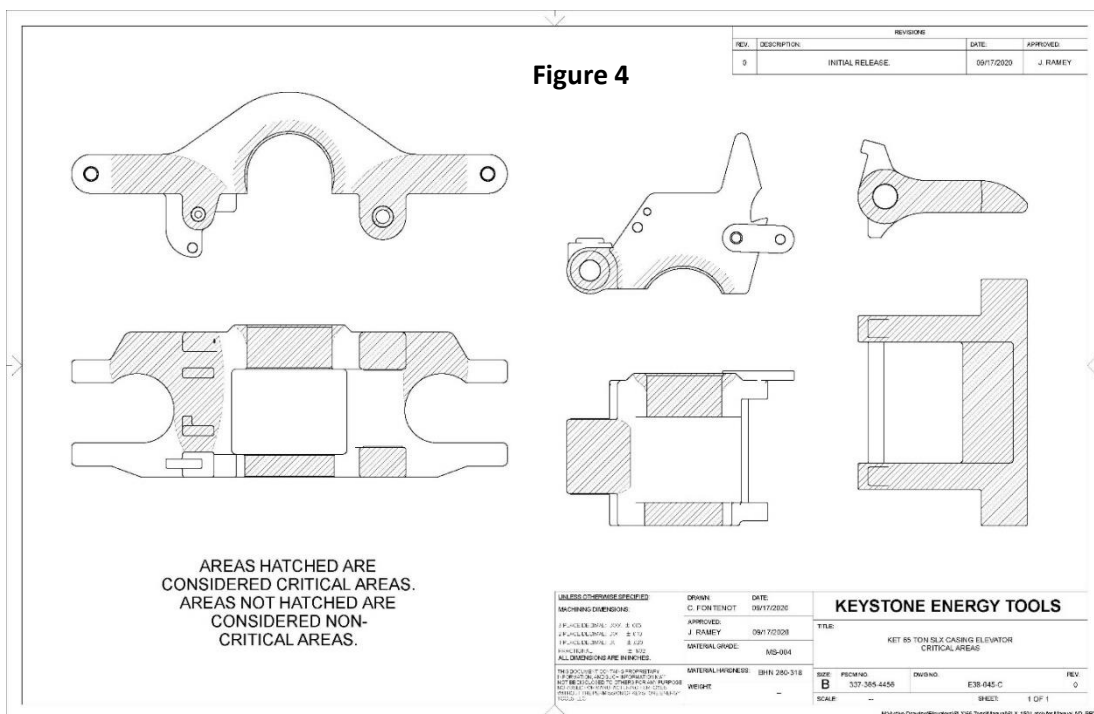 REVISIONS
REV. DESCRIPTION: DATE: APPROVED:
0 INITIAL RELEASE. 09/17/2020 J. RAMEY
Figure 4
AREAS HATCHED ARE
CONSIDERED CRITICAL AREAS.
AREAS NOT HATCHED ARE
CONSIDERED NON-
CRITICAL AREAS.
UNLESS OTHERWISE SPECIFIED
MACHINING DIMENSIONS:
ALL DIMENSIONS ARE IN INCHES.
DRAWN: DATE:
C. FONTENOT 09/17/2020
APPROVED:
J. RAMEY 09/17/2020
MATERIAL GRADE:
MS-004
MATERIAL HARDNESS: BHN 280-318
WEIGHT: --
KEYSTONE ENERGY TOOLS
TITLE:
KET 65 TON SLX CASING ELEVATOR
CRITICAL AREAS
SIZE: FSCM NO. DWG NO. REV.
B 337-385-4456 E38-045-C 0
SCALE: -- SHEET: 1 OF 1